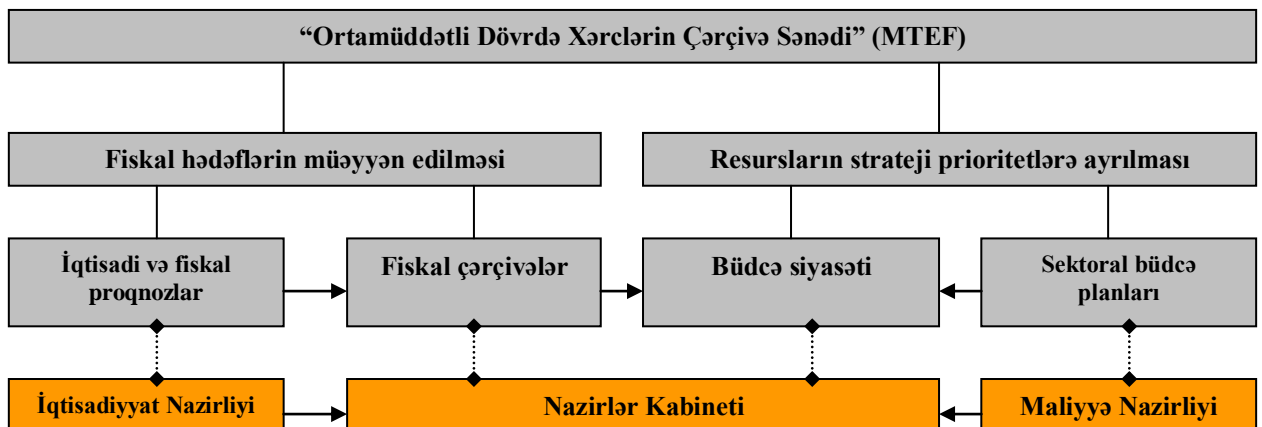 “Ortamüddətli Dövrdə Xərclərin Çərçivə Sənədi” (MTEF)
Fiskal hədəflərin müəyyən edilməsi
Resursların strateji prioritetlərə ayrılması
İqtisadi və fiskal
proqnozlar
Fiskal çərçivələr
Büdcə siyasəti
Sektoral büdcə
planları
İqtisadiyyat Nazirliyi
Nazirlər Kabineti
Maliyyə Nazirliyi